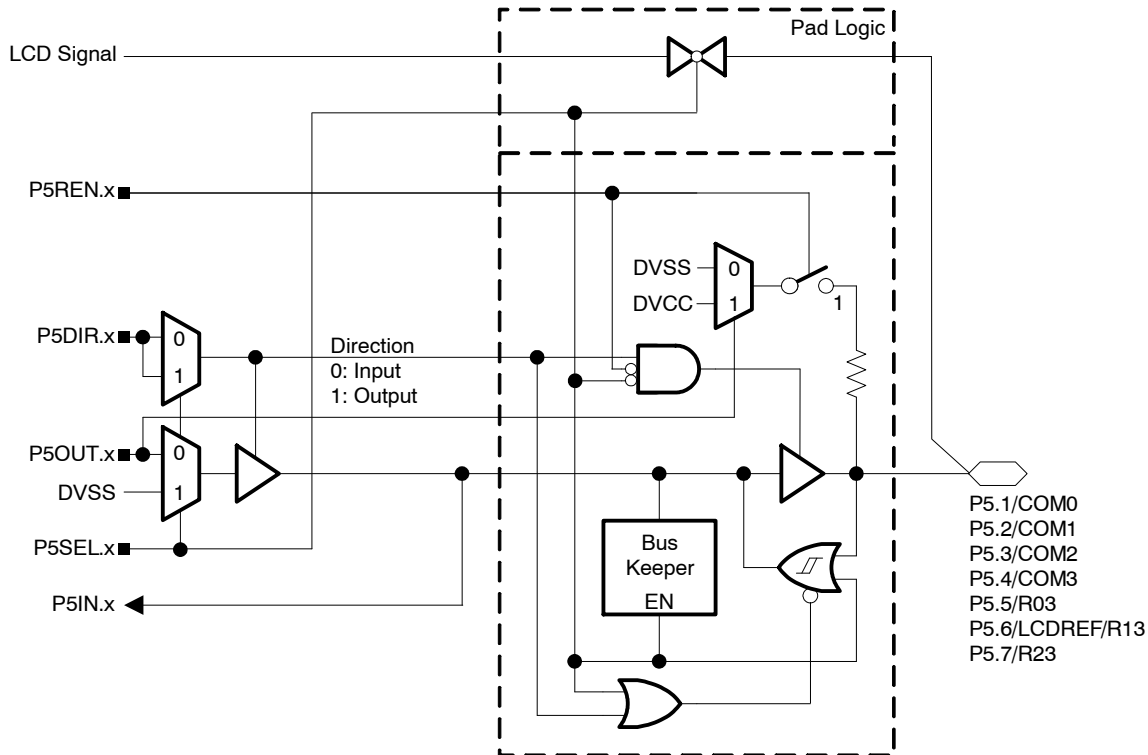 Pad Logic
LCD Signal
P5REN.x
DVSS
0
DVCC
1
1
P5DIR.x
0
1
Direction
0: Input
1: Output
P5OUT.x
0
DVSS
1
P5SEL.x
P5IN.x
Bus
Keeper
EN
P5.1/COM0
P5.2/COM1
P5.3/COM2
P5.4/COM3
P5.5/R03
P5.6/LCDREF/R13
P5.7/R23